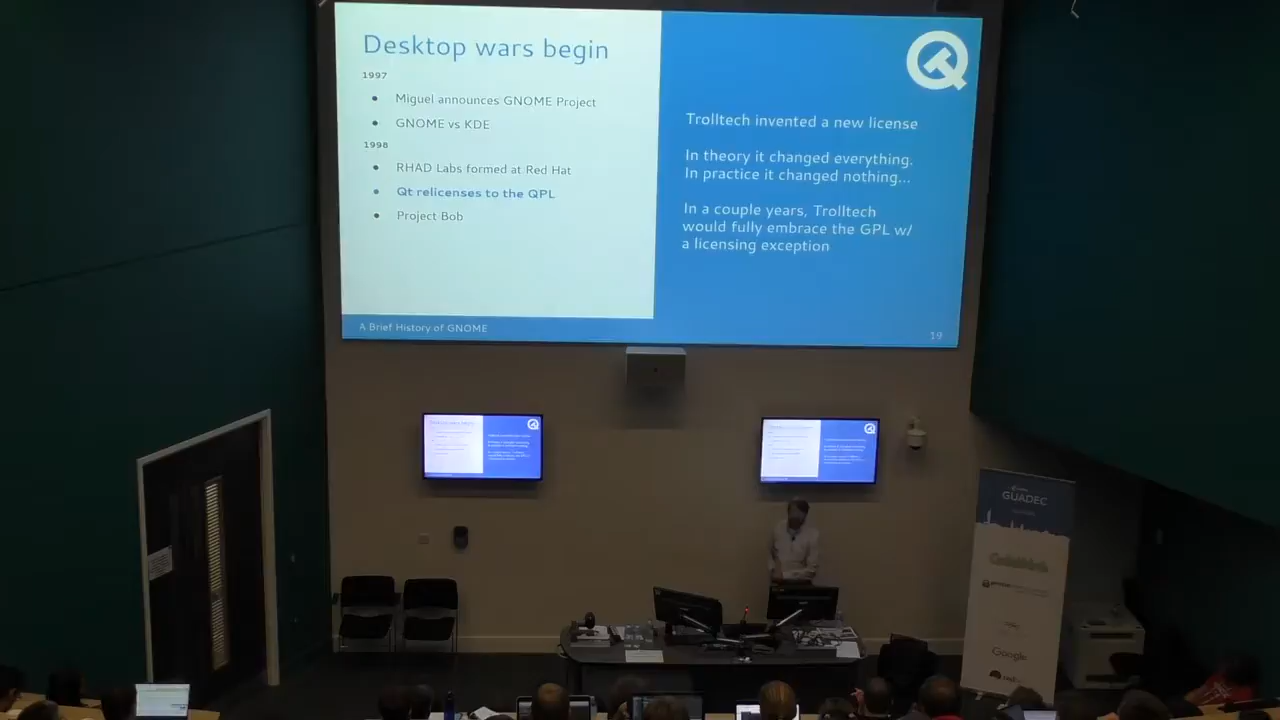 Desktop wars begin
1997
Miguel announces GNOME Project
GNOME vs KDE
1998
RHAD Labs formed at Red Hat
Qt relicenses to the QPL
Project Bob
Trolltech invented a new license
In theory it changed everything.
In practice it changed nothing...
In a couple years, Trolltech
would fully embrace the GPL w/
a licensing exception
A Brief History of GNOME
19
GUADEC
Google